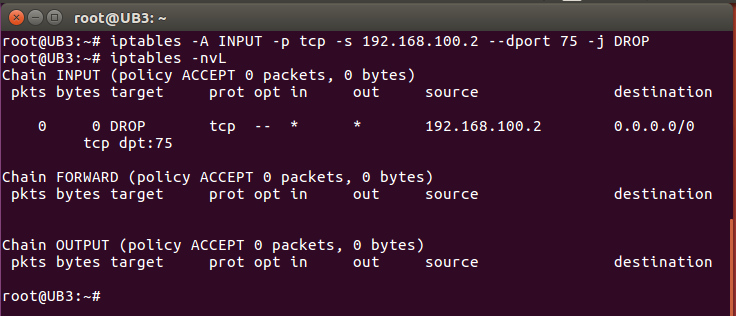 root@UB3: ~
root@UB3:~# iptables -A INPUT -p tcp -s 192.168.100.2 --dport 75 -j DROP
root@UB3:~# iptables -nvL
Chain INPUT (policy ACCEPT 0 packets, 0 bytes)
 pkts bytes target     prot opt in     out     source               destination
    0     0 DROP       tcp  --  *      *       192.168.100.2        0.0.0.0/0
         tcp dpt:75
Chain FORWARD (policy ACCEPT 0 packets, 0 bytes)
 pkts bytes target     prot opt in     out     source               destination
Chain OUTPUT (policy ACCEPT 0 packets, 0 bytes)
 pkts bytes target     prot opt in     out     source               destination
root@UB3:~#